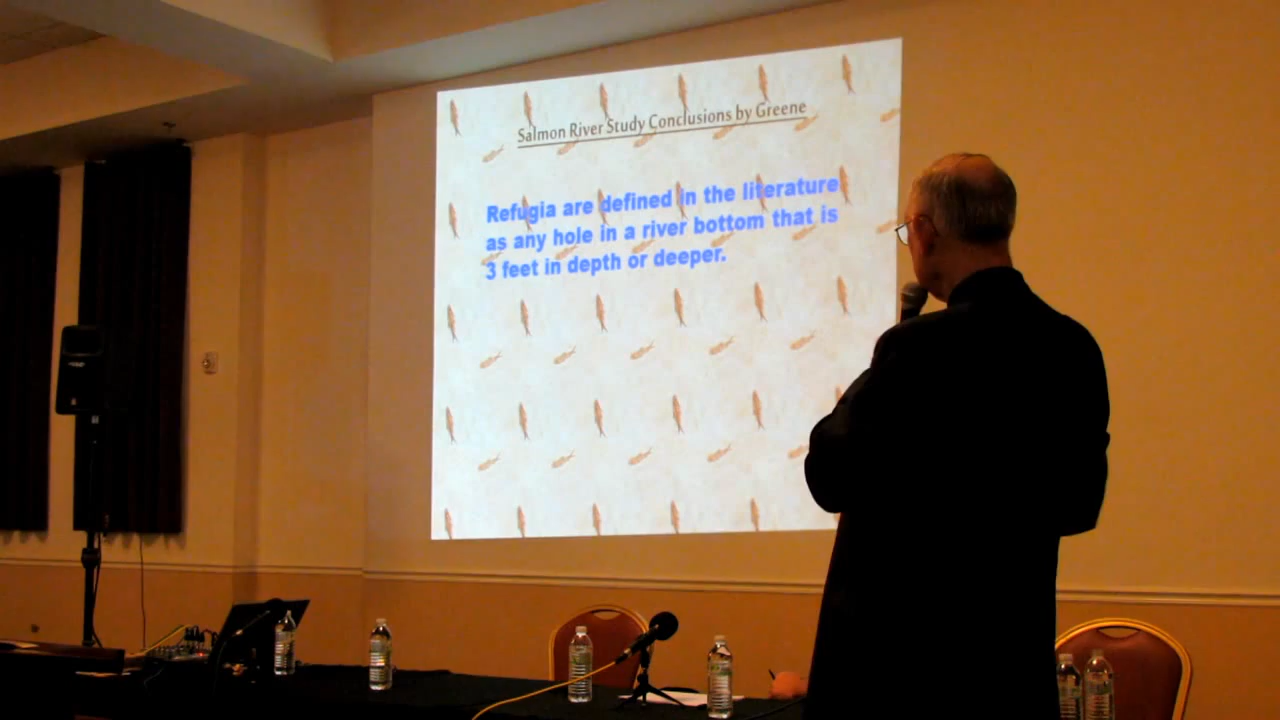 Salmon River Study Conclusions by Greene
Refugia are defined in the literature
as any hole in a river bottom that is
3 feet in depth or deeper.